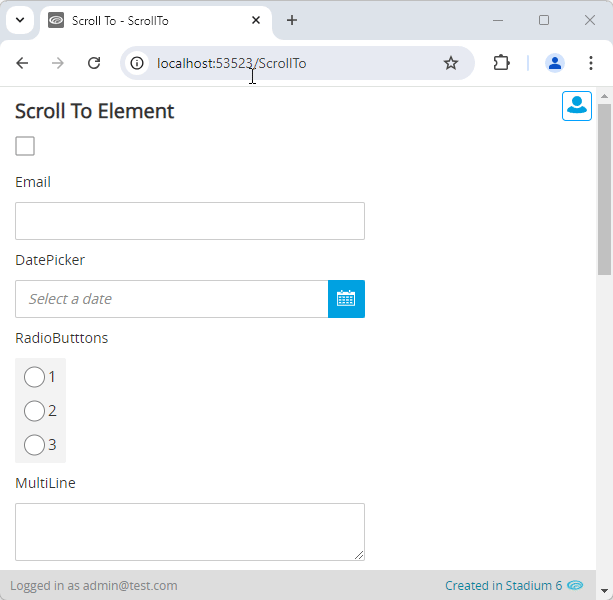 Scroll To - ScrollTo
localhost:53523/ScrollTo
Scroll To Element
Email
DatePicker
Select a date
RadioButttons
1
2
3
MultiLine
Logged in as admin@test.com
Created in Stadium 6